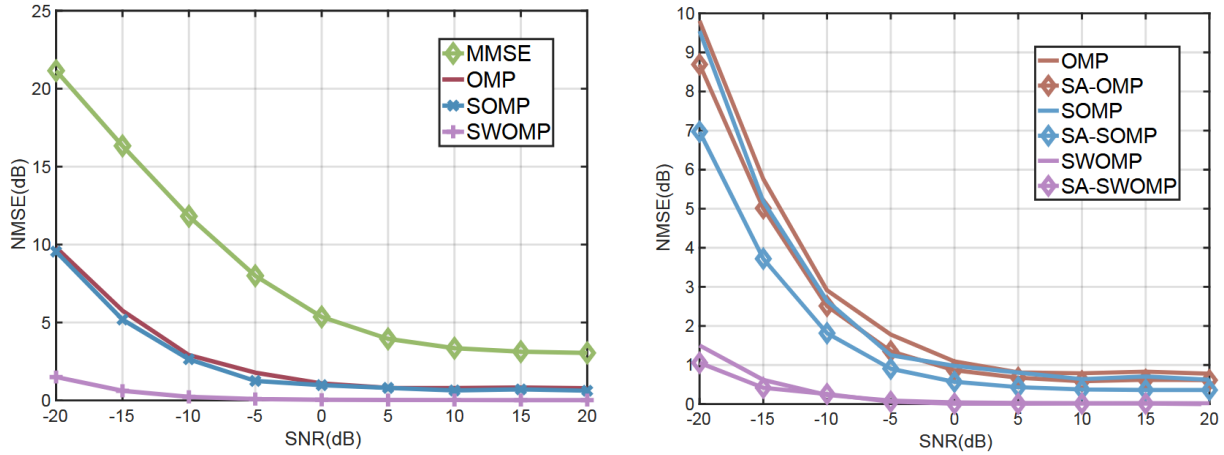 25
20
15
10
5
0
NMSE(dB)
MMSE
OMP
SOMP
SWOMP
-20 -15 -10 -5 0 5 10 15 20
SNR(dB)
10
9
8
7
6
5
4
3
2
1
0
NMSE(dB)
OMP
SA-OMP
SOMP
SA-SOMP
SWOMP
SA-SWOMP
-20 -15 -10 -5 0 5 10 15 20
SNR(dB)